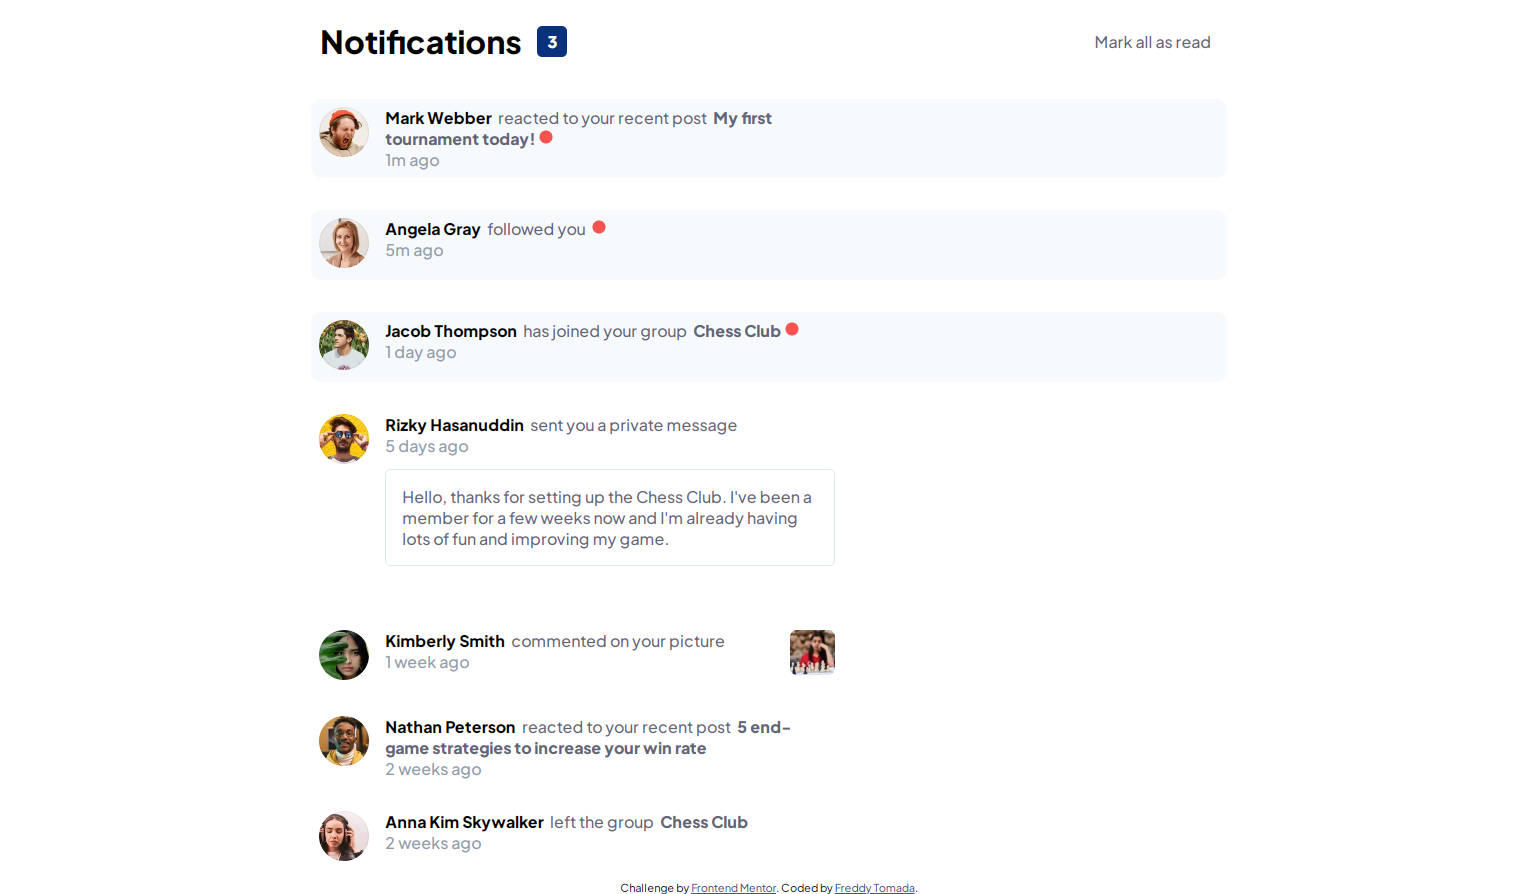 Notifications 3 Mark all as read
Mark Webber reacted to your recent post My first
tournament today!
1m ago
Angela Gray followed you
5m ago
Jacob Thompson has joined your group Chess Club
1 day ago
Rizky Hasanuddin sent you a private message
5 days ago
Hello, thanks for setting up the Chess Club. I've been a
member for a few weeks now and I'm already having
lots of fun and improving my game.
Kimberly Smith commented on your picture
1 week ago
Nathan Peterson reacted to your recent post 5 end-
game strategies to increase your win rate
2 weeks ago
Anna Kim Skywalker left the group Chess Club
2 weeks ago
Challenge by Frontend Mentor. Coded by Freddy Tomada.